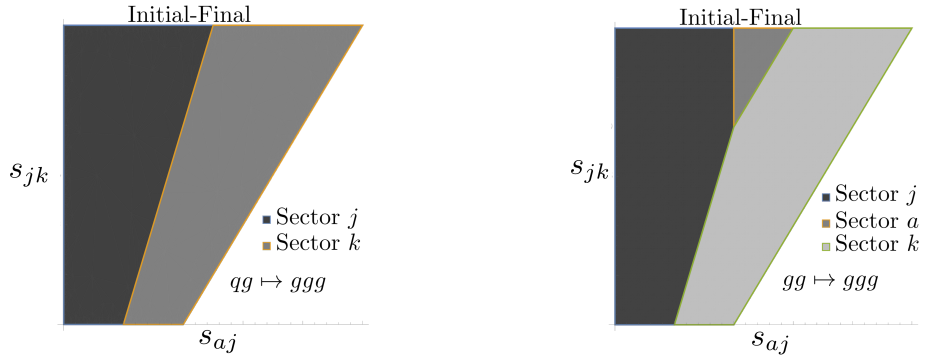 Initial-Final
s_{jk}
Sector j
Sector k
qg ↦ ggg
s_{aj}
Initial-Final
s_{jk}
Sector j
Sector a
Sector k
gg ↦ ggg
s_{aj}